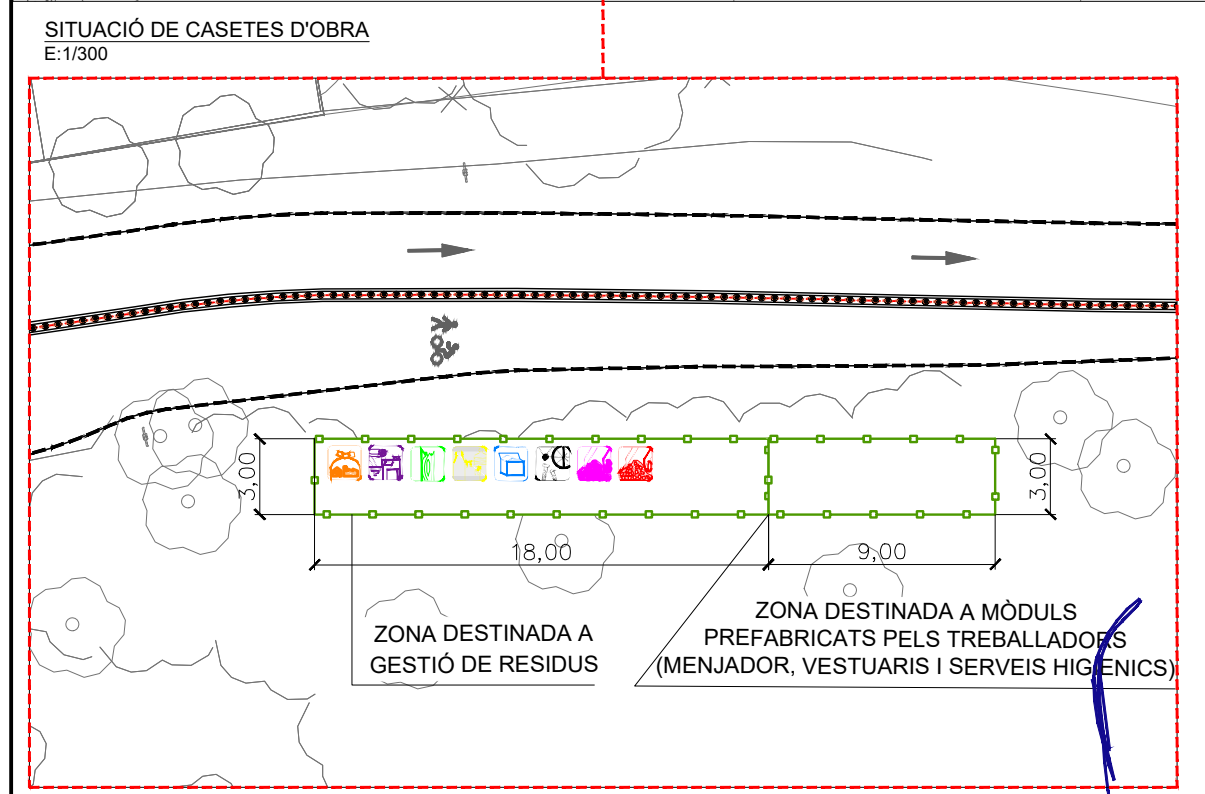 SITUACIÓ DE CASETES D'OBRA
E:1/300
3,00
3,00
18,00
9,00
ZONA DESTINADA A
GESTIÓ DE RESIDUS
ZONA DESTINADA A MÒDULS
PREFABRICATS PELS TREBALLADORS
(MENJADOR, VESTUARIS I SERVEIS HIGIENICS)